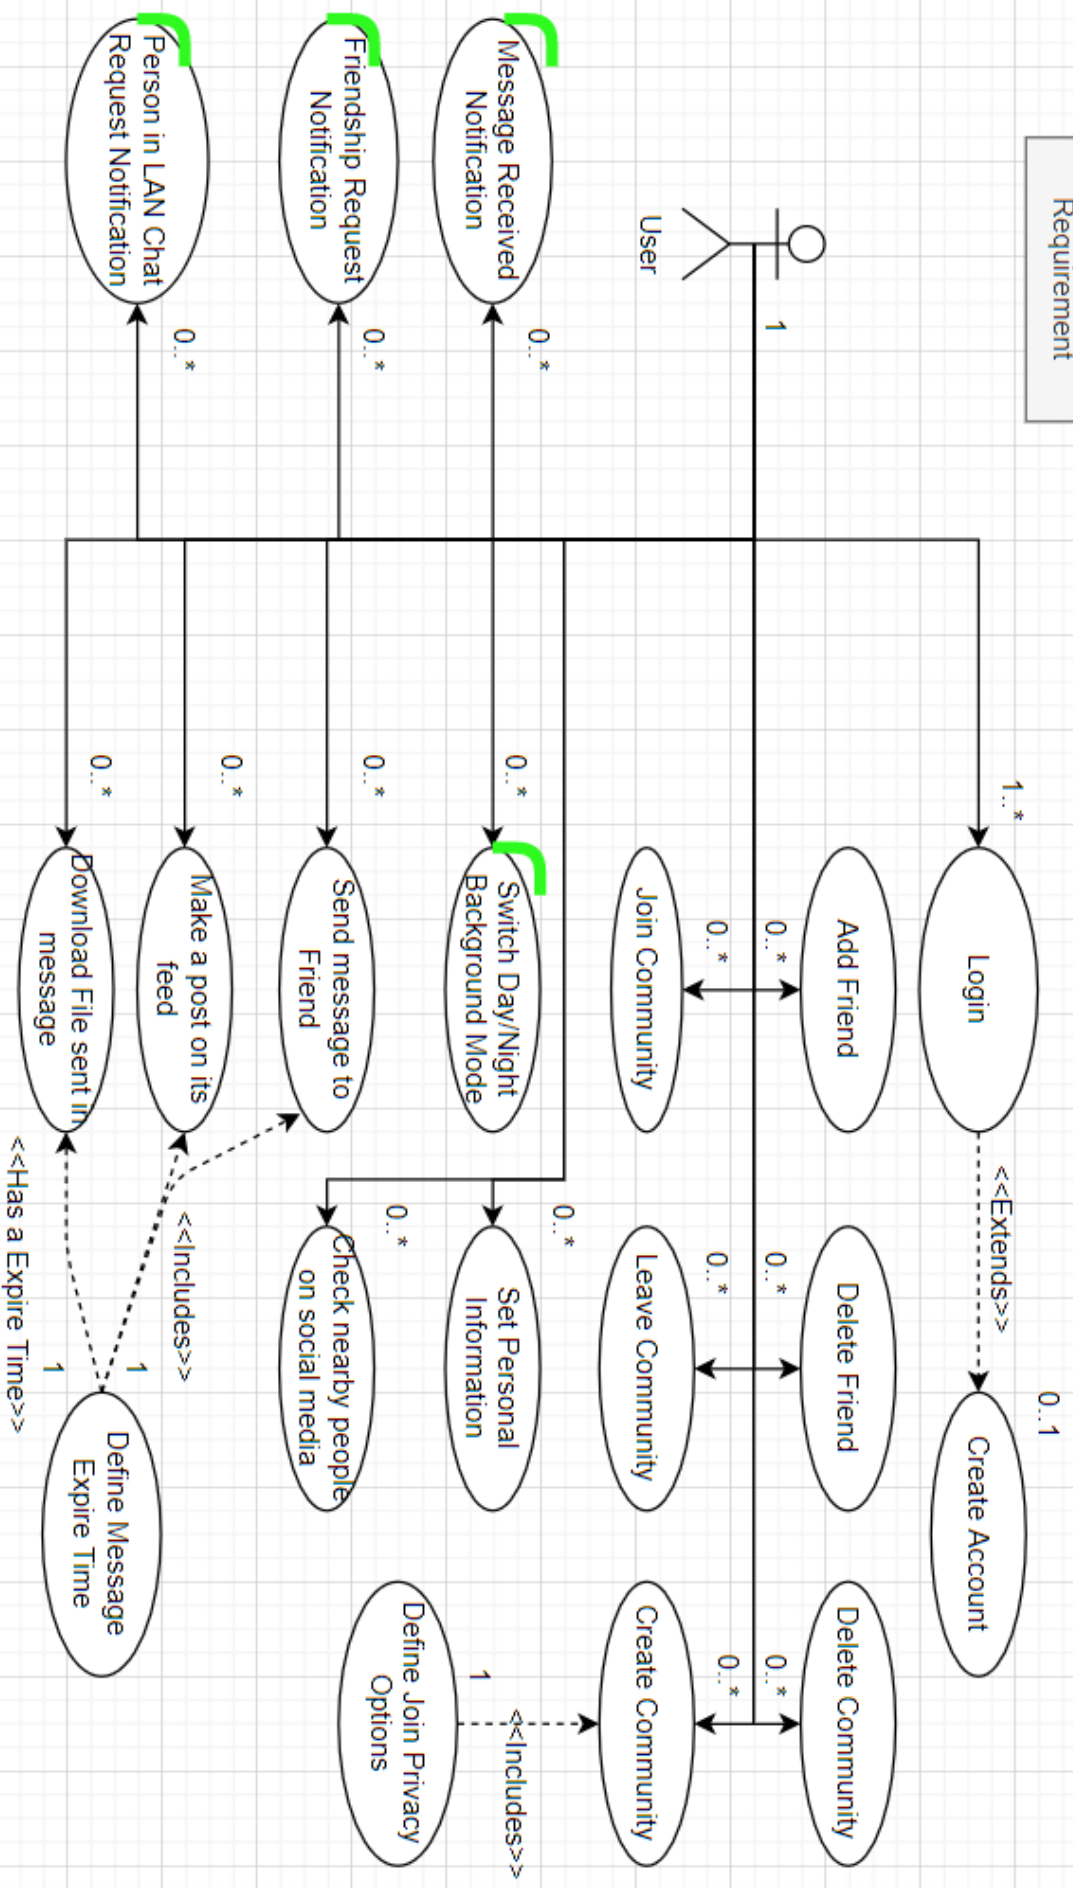 Requirement
Login
1..*
<<Extends>>
0..1
Create Account
Add Friend
0..*
Delete Friend
0..*
Delete Community
0..*
User
1
Join Community
0..*
Leave Community
0..*
Create Community
0..*
<<Includes>>
1
Define Join Privacy
Options
Message Received
Notification
0..*
Switch Day/Night
Background Mode
0..*
Set Personal
Information
0..*
Friendship Request
Notification
0..*
Send message to
Friend
0..*
Check nearby people
on social media
0..*
Person in LAN Chat
Request Notification
0..*
Make a post on its
feed
0..*
<<Includes>>
1
Define Message
Expire Time
Download File sent in
message
0..*
<<Has a Expire Time>>
1